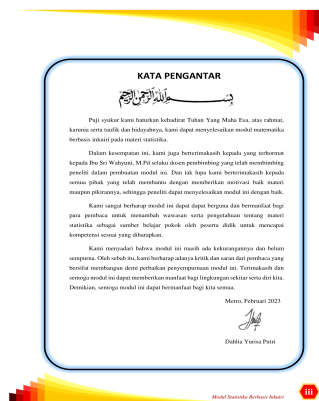 KATA PENGANTAR
بِسْمِ اللَّهِ الرَّحْمَنِ الرَّحِيمِ
Puji syukur kami haturkan kehadirat Tuhan Yang Maha Esa, atas rahmat,
karunia serta taufik dan hidayahnya, kami dapat menyelesaikan modul matematika
berbasis inkuiri pada materi statistika.
Dalam kesempatan ini, kami juga berterimakasih kepada yang terhormat
kepada Ibu Sri Wahyuni, M.Pd selaku dosen pembimbing yang telah membimbing
peneliti dalam pembuatan modul ini. Dan tak lupa kami berterimakasih kepada
semua pihak yang telah membantu dengan memberikan motivasi baik materi
maupun pikirannya, sehingga peneliti dapat menyelesaikan modul ini dengan baik.
Kami sangat berharap modul ini dapat dapat berguna dan bermanfaat bagi
para pembaca untuk menambah wawasan serta pengetahuan tentang materi
statistika sebagai sumber belajar pokok oleh peserta didik untuk mencapai
kompetensi sesuai yang diharapkan.
Kami menyadari bahwa modul ini masih ada kekurangannya dan belum
sempurna. Oleh sebab itu, kami berharap adanya kritik dan saran dari pembaca yang
bersifat membangun demi perbaikan penyempurnaan modul ini. Terimakasih dan
semoga modul ini dapat memberikan manfaat bagi lingkungan sekitar serta diri kita.
Demikian, semoga modul ini dapat bermanfaat bagi kita semua.
Metro, Februari 2023
Dahlia Yurisa Putri
Modul Statistika Berbasis Inkuiri
iii